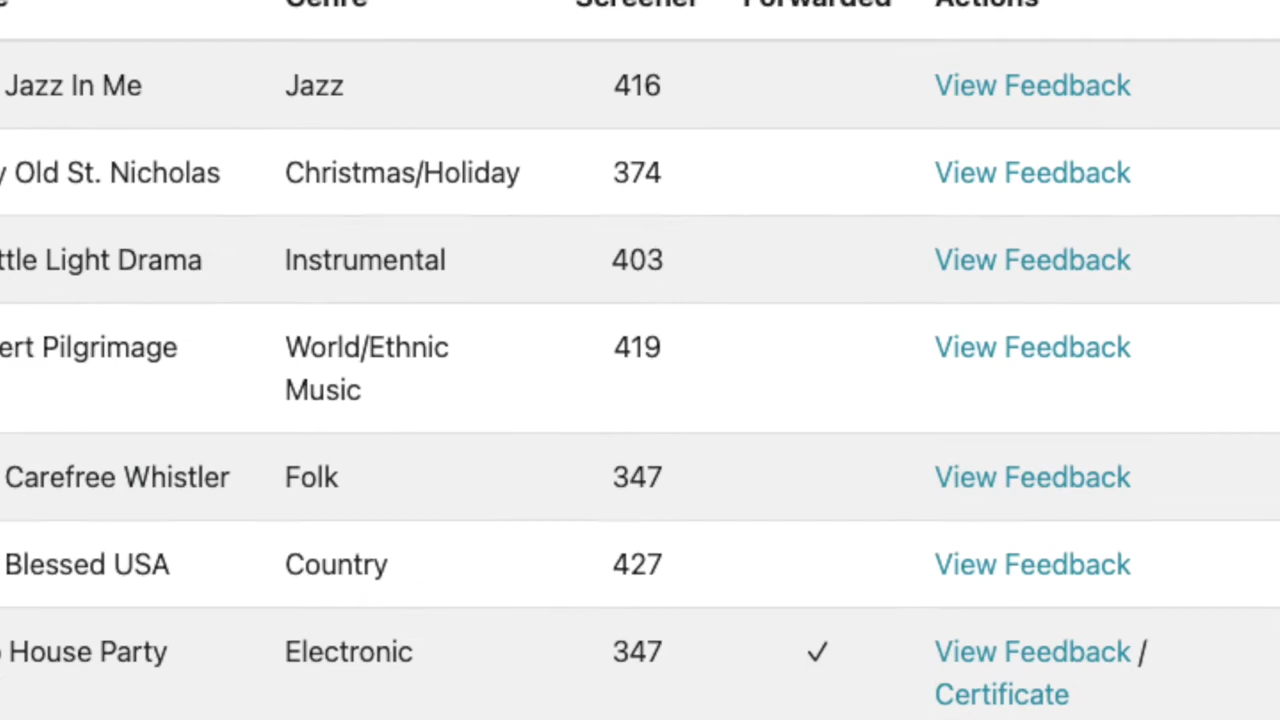 Genre Screener Forwarded Actions
Jazz In Me Jazz 416 View Feedback
Old St. Nicholas Christmas/Holiday 374 View Feedback
Light Drama Instrumental 403 View Feedback
Pilgrimage World/Ethnic 419 View Feedback
Music
Carefree Whistler Folk 347 View Feedback
Blessed USA Country 427 View Feedback
House Party Electronic 347 ✓ View Feedback /
Certificate